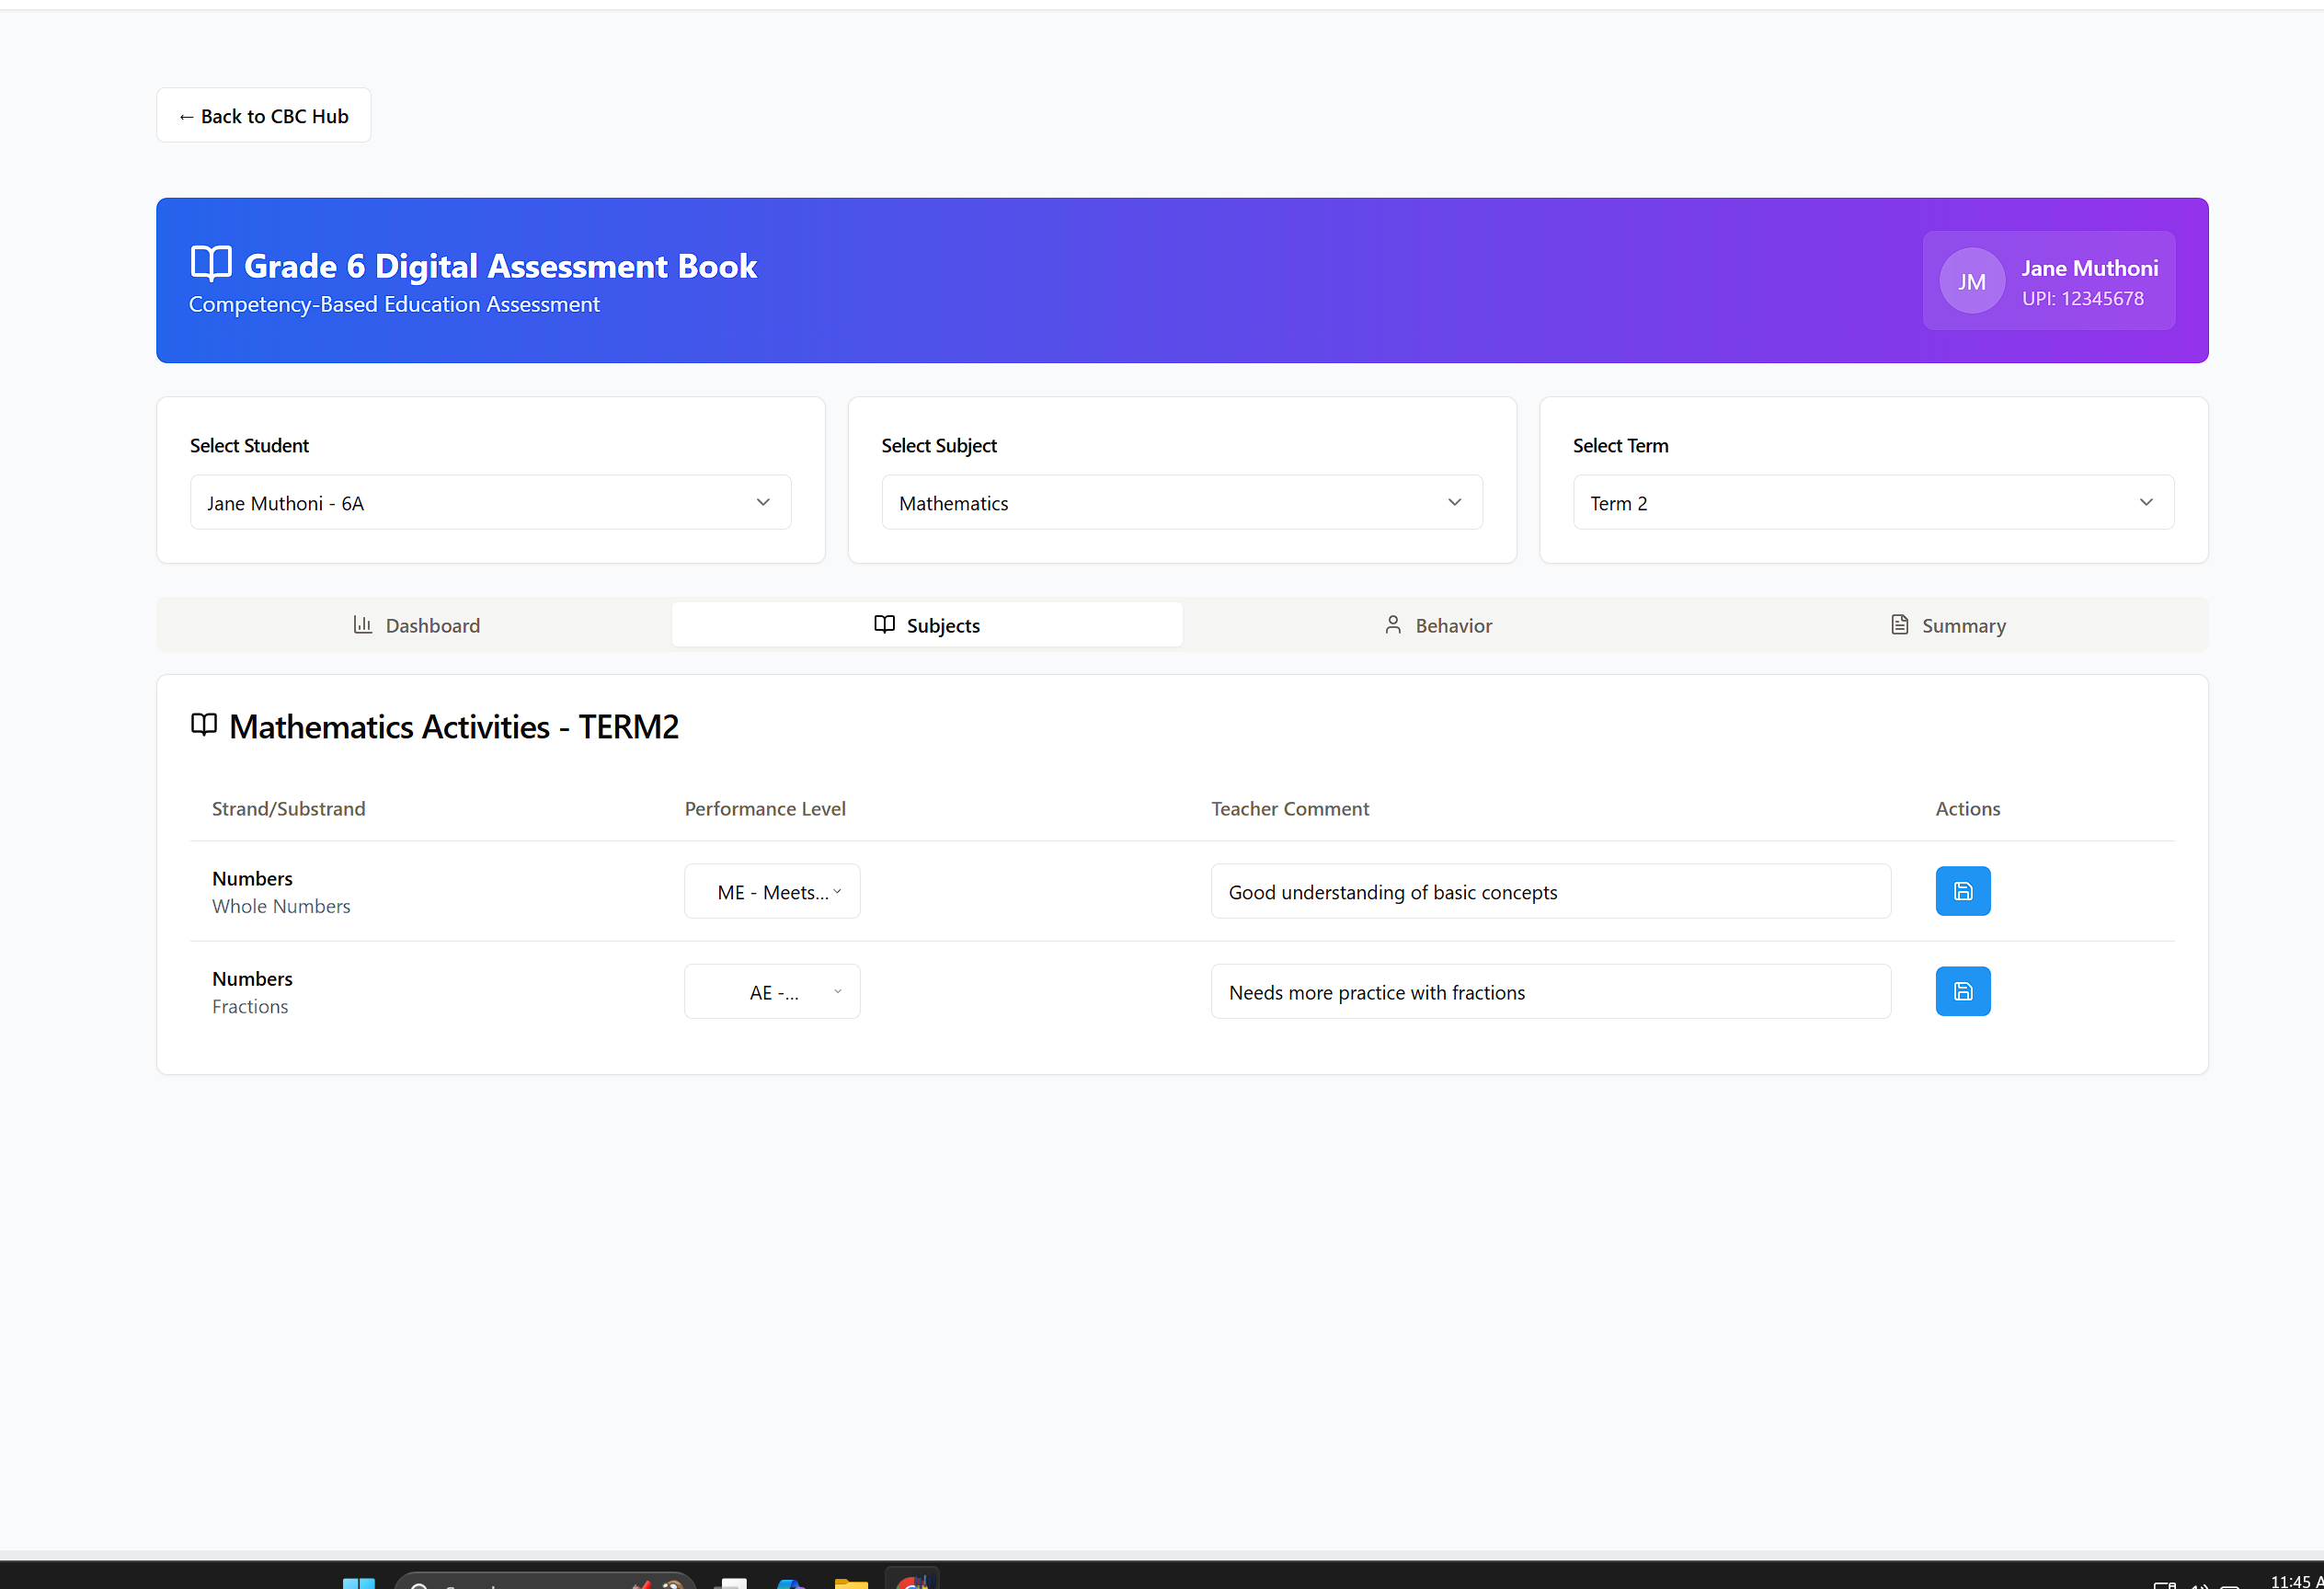 ← Back to CBC Hub
Grade 6 Digital Assessment Book
Competency-Based Education Assessment
JM
Jane Muthoni
UPI: 12345678
Select Student
Jane Muthoni - 6A
Select Subject
Mathematics
Select Term
Term 2
Dashboard
Subjects
Behavior
Summary
Mathematics Activities - TERM2
Strand/Substrand Performance Level Teacher Comment Actions
Numbers
Whole Numbers
ME - Meets...
Good understanding of basic concepts
Numbers
Fractions
AE -...
Needs more practice with fractions
11:45